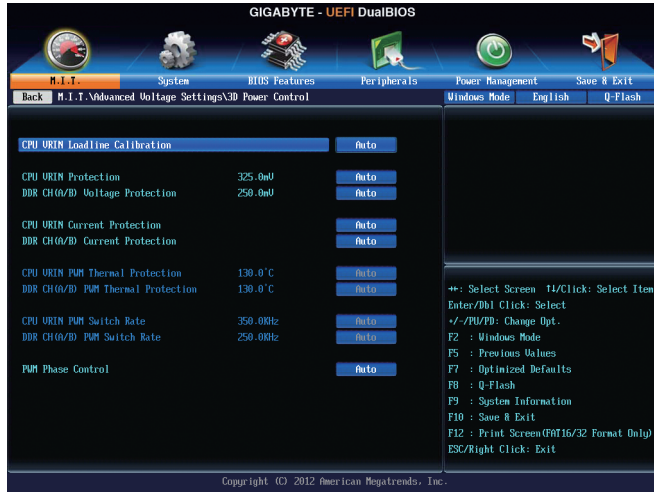 GIGABYTE - UEFI DualBIOS
M.I.T. System BIOS Features Peripherals Power Management Save & Exit
Back M.I.T.\Advanced Voltage Settings\3D Power Control Windows Mode English Q-Flash
CPU VRIN Loadline Calibration Auto
CPU VRIN Protection 325.0mV Auto
DDR CH(A/B) Voltage Protection 250.0mV Auto
CPU VRIN Current Protection Auto
DDR CH(A/B) Current Protection Auto
CPU VRIN PWM Thermal Protection 130.0°C Auto
DDR CH(A/B) PWM Thermal Protection 130.0°C Auto
CPU VRIN PWM Switch Rate 350.0KHz Auto
DDR CH(A/B) PWM Switch Rate 250.0KHz Auto
PWM Phase Control Auto
→←: Select Screen ↑↓/Click: Select Item
Enter/Dbl Click: Select
+/-/PU/PD: Change Opt.
F2 : Windows Mode
F5 : Previous Values
F7 : Optimized Defaults
F8 : Q-Flash
F9 : System Information
F10 : Save & Exit
F12 : Print Screen(FAT16/32 Format Only)
ESC/Right Click: Exit
Copyright (C) 2012 American Megatrends, Inc.